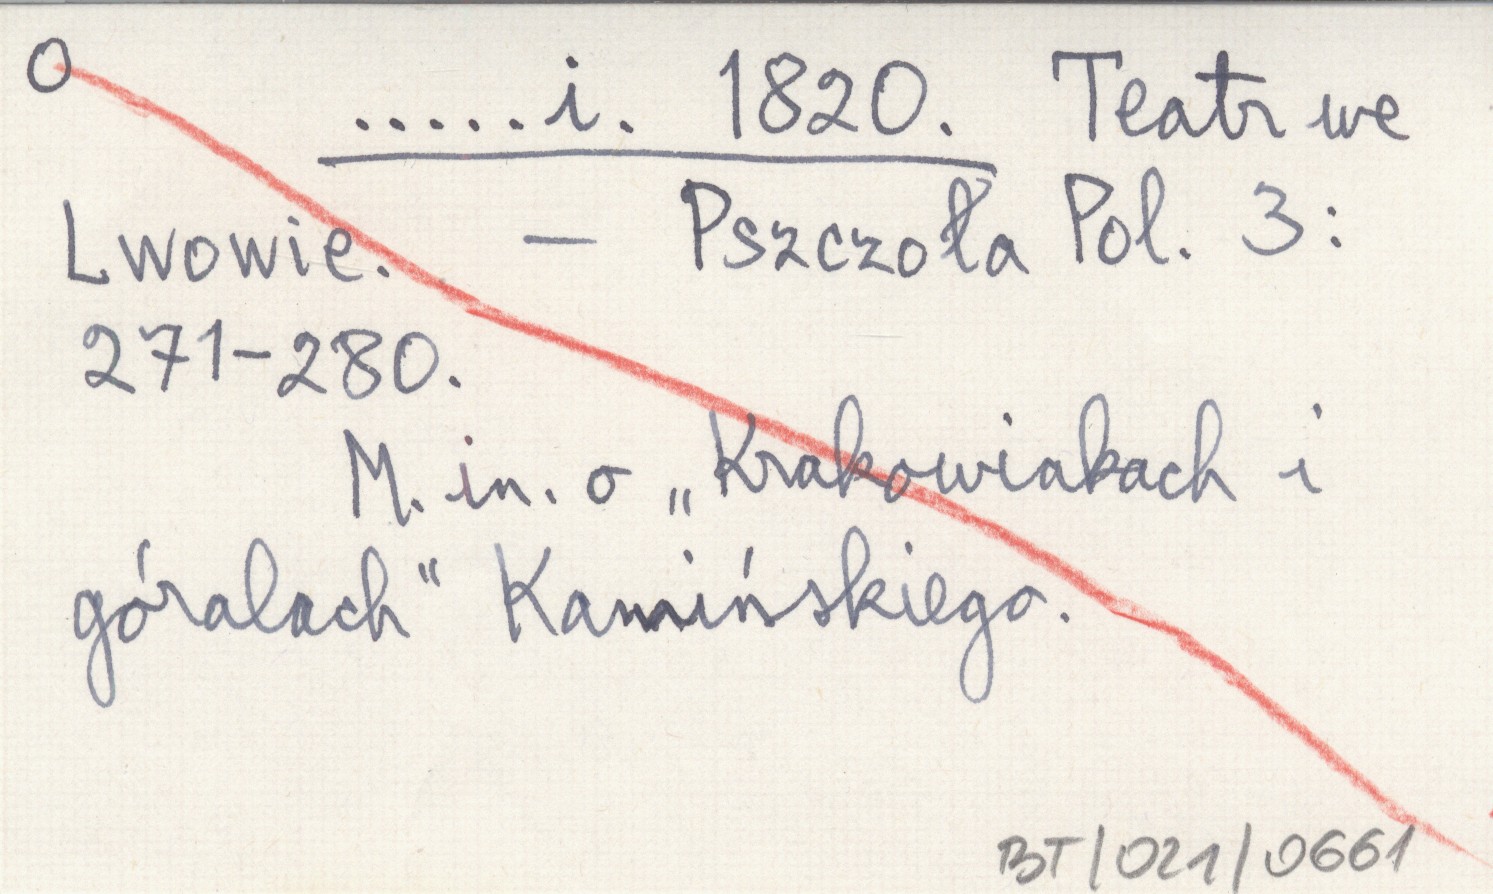 O
.....i. 1820. Teatr we
Lwowie. — Pszczoła Pol. 3:
271-280.
M. in. o „Krakowiakach i
góralach" Kamińskiego.
BT/021/0661